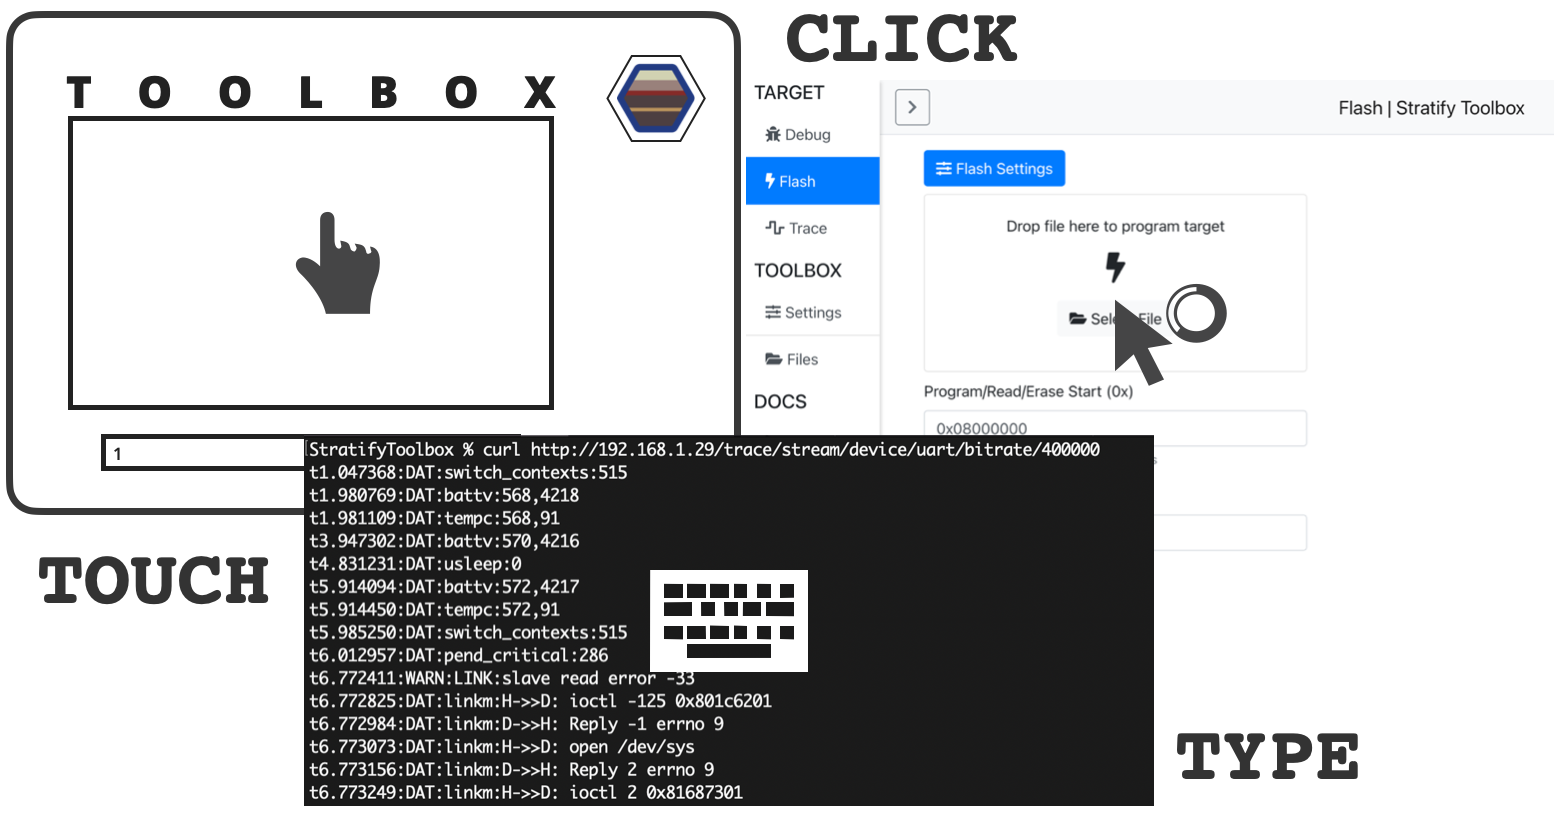 CLICK
TOOLBOX
TARGET
Debug
Flash
Trace
TOOLBOX
Settings
Files
DOCS
Flash | Stratify Toolbox
Flash Settings
Drop file here to program target
File
Program/Read/Erase Start (0x)
0x08000000
1
StratifyToolbox % curl http://192.168.1.29/trace/stream/device/uart/bitrate/400000
t1.047368:DAT:switch_contexts:515
t1.980769:DAT:battv:568,4218
t1.981109:DAT:tempc:568,91
t3.947302:DAT:battv:570,4216
t4.831231:DAT:usleep:0
t5.914094:DAT:battv:572,4217
t5.914450:DAT:tempc:572,91
t5.985250:DAT:switch_contexts:515
t6.012957:DAT:pend_critical:286
t6.772411:WARN:LINK:slave read error -33
t6.772825:DAT:linkm:H->>D: ioctl -125 0x801c6201
t6.772984:DAT:linkm:D->>H: Reply -1 errno 9
t6.773073:DAT:linkm:H->>D: open /dev/sys
t6.773156:DAT:linkm:D->>H: Reply 2 errno 9
t6.773249:DAT:linkm:H->>D: ioctl 2 0x81687301
TOUCH
TYPE